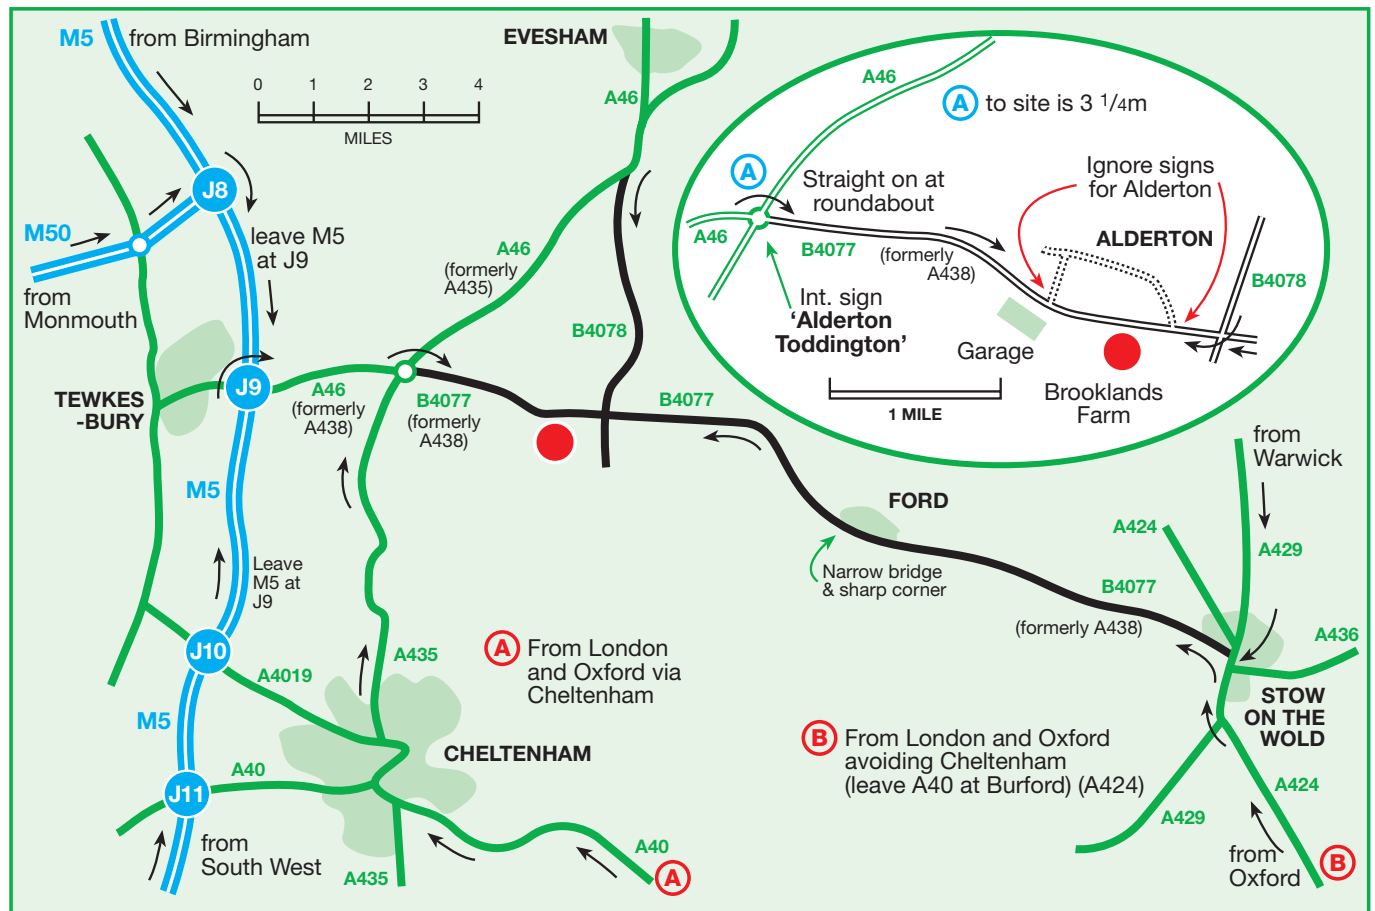 M5
from Birmingham
0 1 2 3 4
MILES
EVESHAM
A46
J8
M50
from
Monmouth
leave M5
at J9
A46
(formerly
A435)
B4078
TEWKES
-BURY
J9
A46
(formerly
A438)
B4077
(formerly
A438)
B4077
M5
Leave
M5 at
J9
J10
A4019
M5
J11
A40
from
South West
A435
CHELTENHAM
A435
A40
A
A
From London
and Oxford via
Cheltenham
B
From London and Oxford
avoiding Cheltenham
(leave A40 at Burford) (A424)
FORD
Narrow bridge
& sharp corner
B4077
(formerly A438)
from
Warwick
A424
A429
A436
STOW
ON THE
WOLD
A429
A424
from
Oxford
B
A46
A to site is 3 1/4m
A
Straight on at
roundabout
A46
B4077
(formerly
A438)
Ignore signs
for Alderton
ALDERTON
B4078
Int. sign
‘Alderton
Toddington’
Garage
Brooklands
Farm
1 MILE